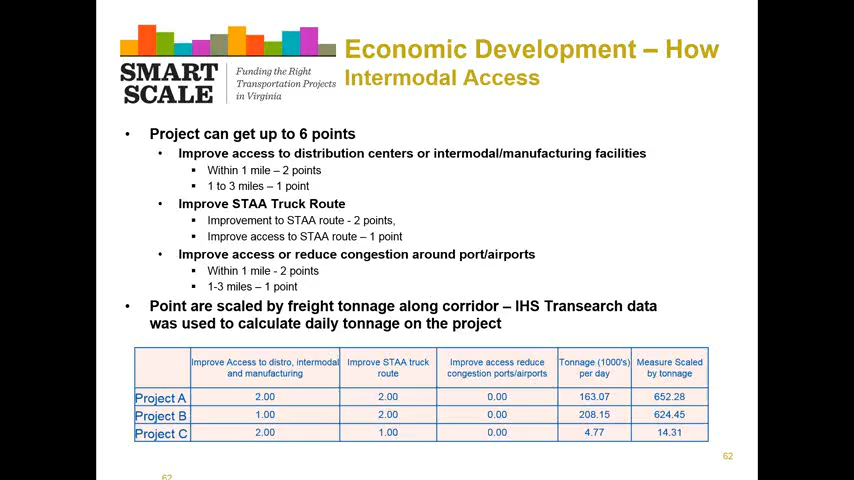 Economic Development – How
Intermodal Access
SMART
SCALE
Funding the Right
Transportation Projects
in Virginia
• Project can get up to 6 points
• Improve access to distribution centers or intermodal/manufacturing facilities
▪ Within 1 mile – 2 points
▪ 1 to 3 miles – 1 point
• Improve STAA Truck Route
▪ Improvement to STAA route - 2 points,
▪ Improve access to STAA route – 1 point
• Improve access or reduce congestion around port/airports
▪ Within 1 mile - 2 points
▪ 1-3 miles – 1 point
• Point are scaled by freight tonnage along corridor – IHS Transearch data
was used to calculate daily tonnage on the project
Improve Access to distro, intermodal and manufacturing Improve STAA truck route Improve access reduce congestion ports/airports Tonnage (1000's) per day Measure Scaled by tonnage
Project A 2.00 2.00 0.00 163.07 652.28
Project B 1.00 2.00 0.00 208.15 624.45
Project C 2.00 1.00 0.00 4.77 14.31
62
62